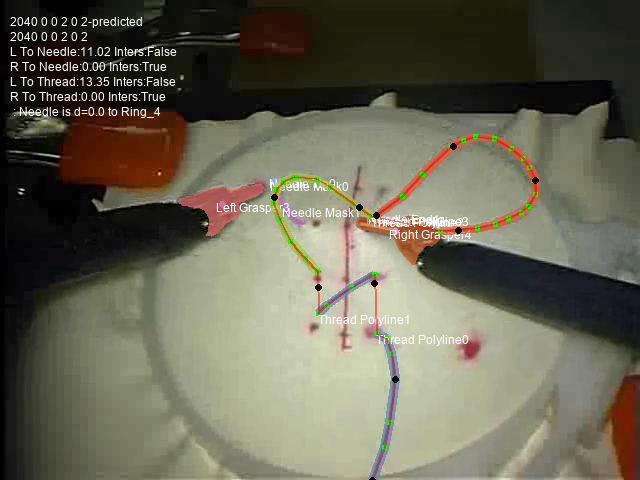 2040 0 0 2 0 2-predicted
2040 0 0 2 0 2
L To Needle:11.02 Inters:False
R To Needle:0.00 Inters:True
L To Thread:13.35 Inters:False
R To Thread:0.00 Inters:True
: Needle is d=0.0 to Ring_4
Needle Mask0
Left Grasper3
Needle Mask1
Right Grasper4
Thread Polyline1
Thread Polyline0